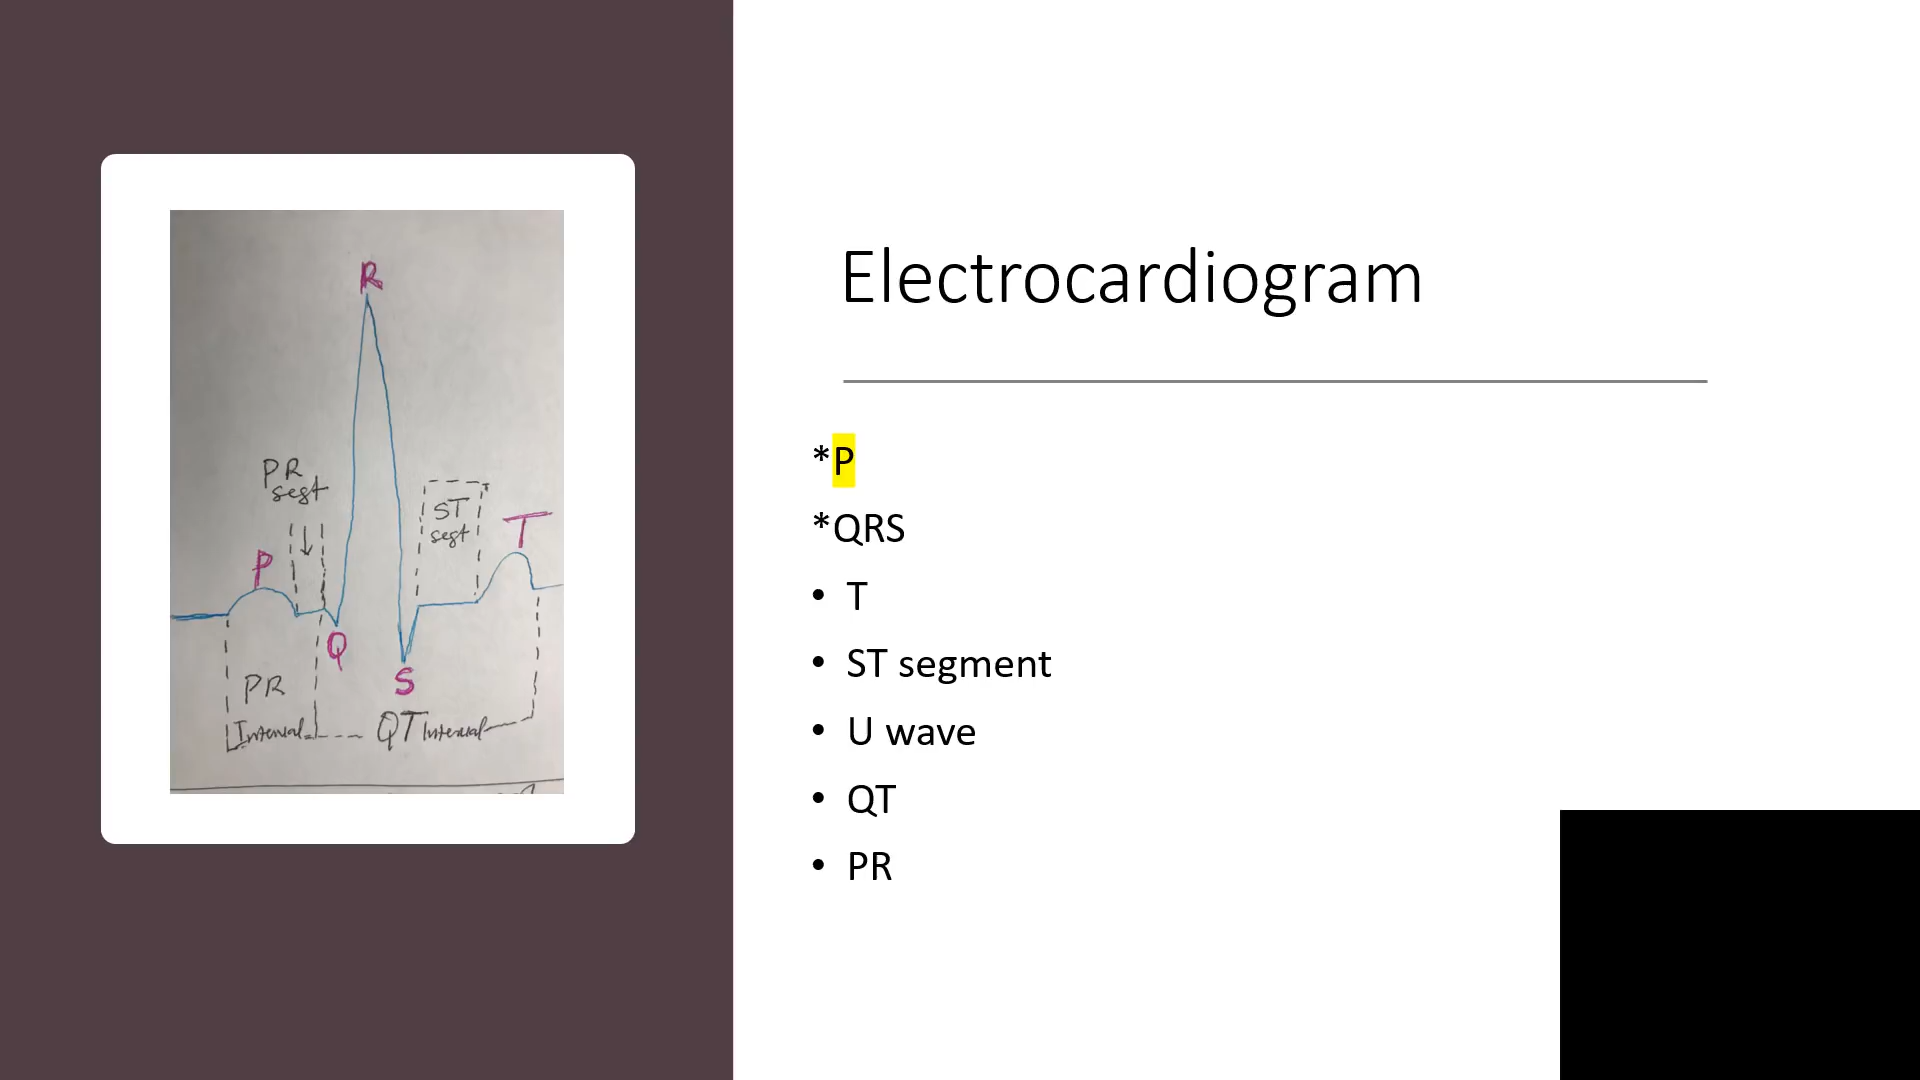 R
PR
segt
ST
segt
T
P
Q
PR
S
Interval
QT Interval
Electrocardiogram
*P
*QRS
• T
• ST segment
• U wave
• QT
• PR